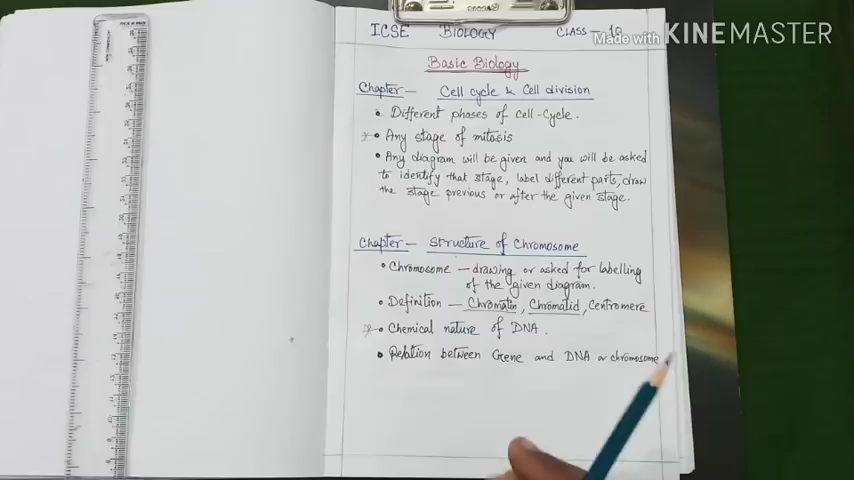 ICSE BIOLOGY CLASS - 10
Made with KINEMASTER
Basic Biology
Chapter - Cell cycle & Cell division
• Different phases of cell-cycle.
• Any stage of mitosis
• Any diagram will be given and you will be asked
to identify that stage, label different parts, draw
the stage previous or after the given stage.
Chapter - Structure of Chromosome
• Chromosome - drawing or asked for labelling
of the given diagram.
• Definition - Chromatin, Chromatid, Centromere
• Chemical nature of DNA.
• Relation between Gene and DNA or chromosome